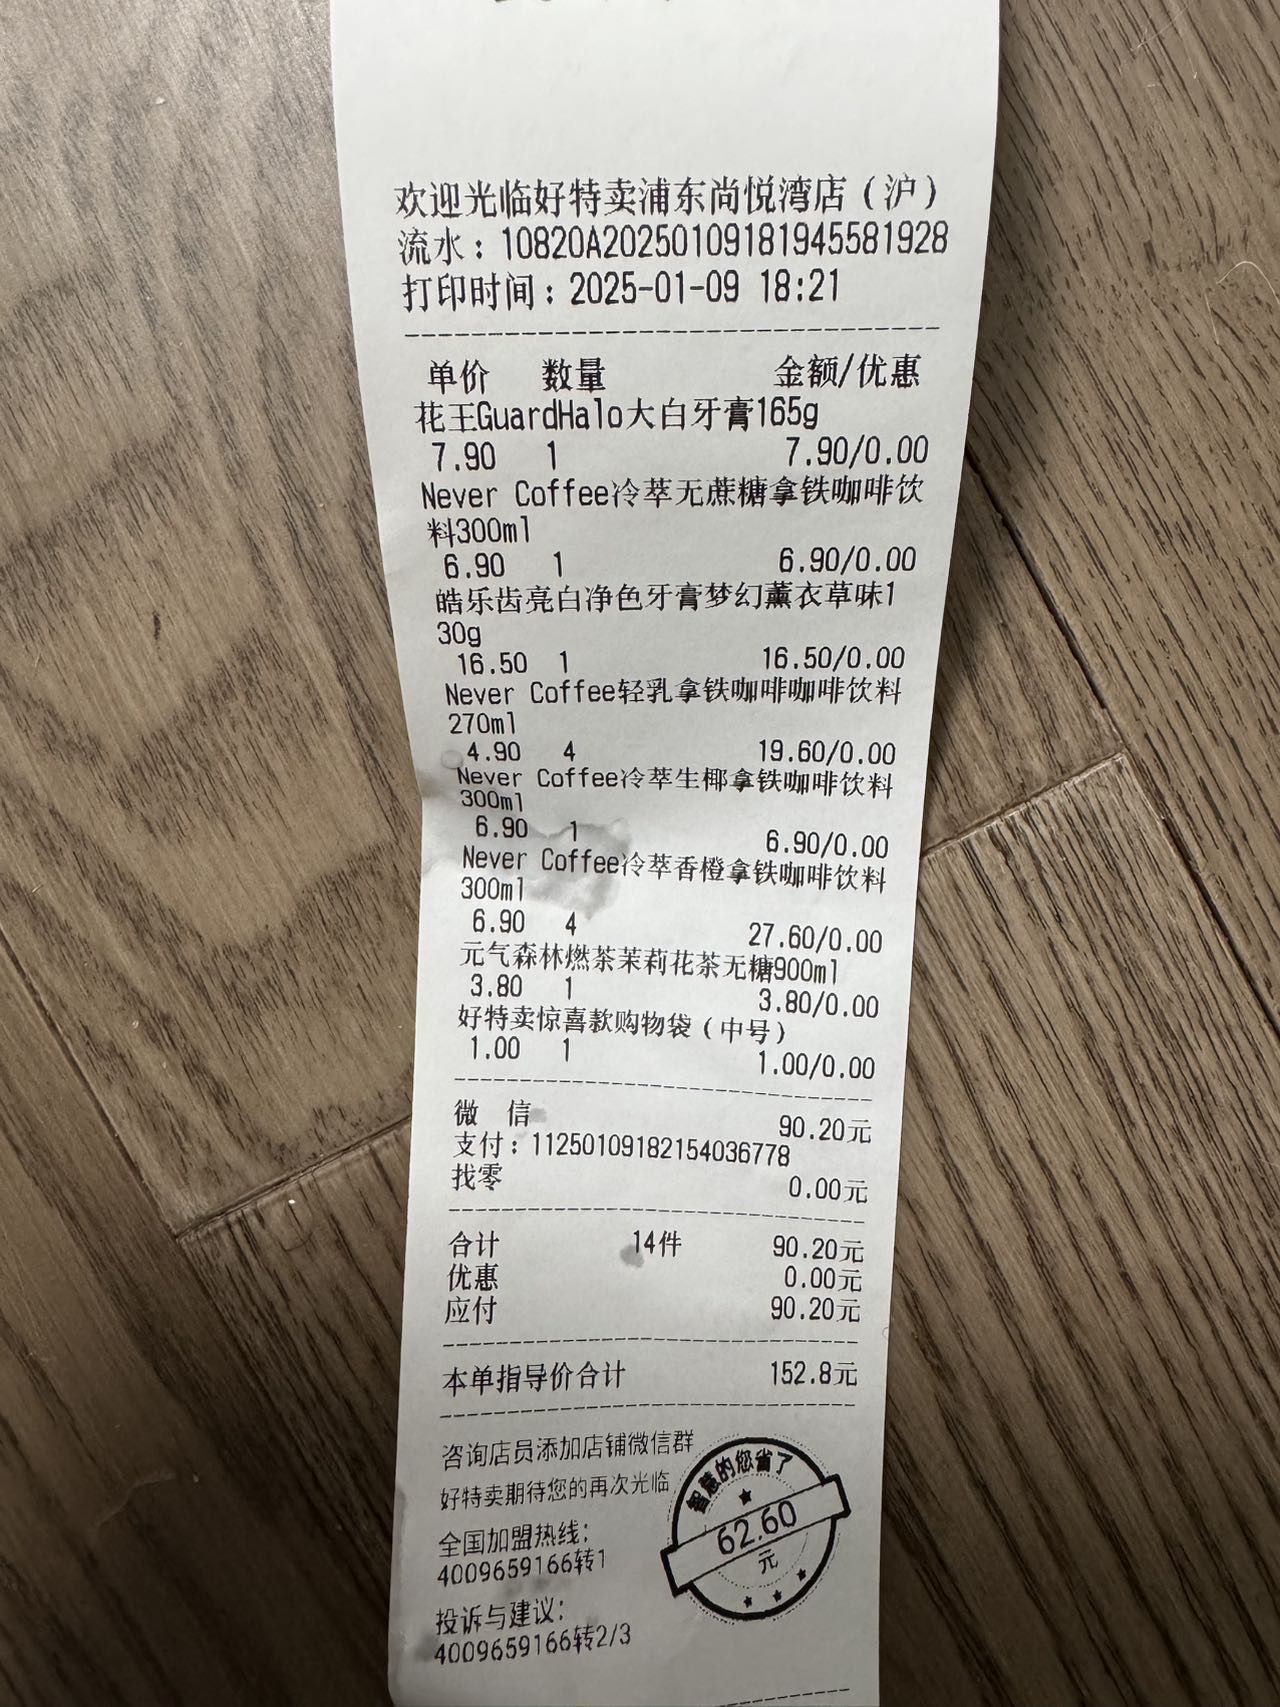 欢迎光临好特卖浦东尚悦湾店（沪）
流水：10820A20250109181945581928
打印时间：2025-01-09 18:21
单价 数量 金额/优惠
花王GuardHalo大白牙膏165g
7.90 1 7.90/0.00
Never Coffee冷萃无蔗糖拿铁咖啡饮
料300ml
6.90 1 6.90/0.00
皓乐齿亮白净色牙膏梦幻薰衣草味1
30g
16.50 1 16.50/0.00
Never Coffee轻乳拿铁咖啡咖啡饮料
270ml
4.90 4 19.60/0.00
Never Coffee冷萃生椰拿铁咖啡饮料
300ml
6.90 1 6.90/0.00
Never Coffee冷萃香橙拿铁咖啡饮料
300ml
6.90 4 27.60/0.00
元气森林燃茶茉莉花茶无糖900ml
3.80 1 3.80/0.00
好特卖惊喜款购物袋（中号）
1.00 1 1.00/0.00
微 信 90.20元
支付：11250109182154036778
找零 0.00元
合计 14件 90.20元
优惠 0.00元
应付 90.20元
本单指导价合计 152.8元
咨询店员添加店铺微信群
好特卖期待您的再次光临
全国加盟热线：
4009659166转1
投诉与建议：
4009659166转2/3
智慧的您省了
62.60
元